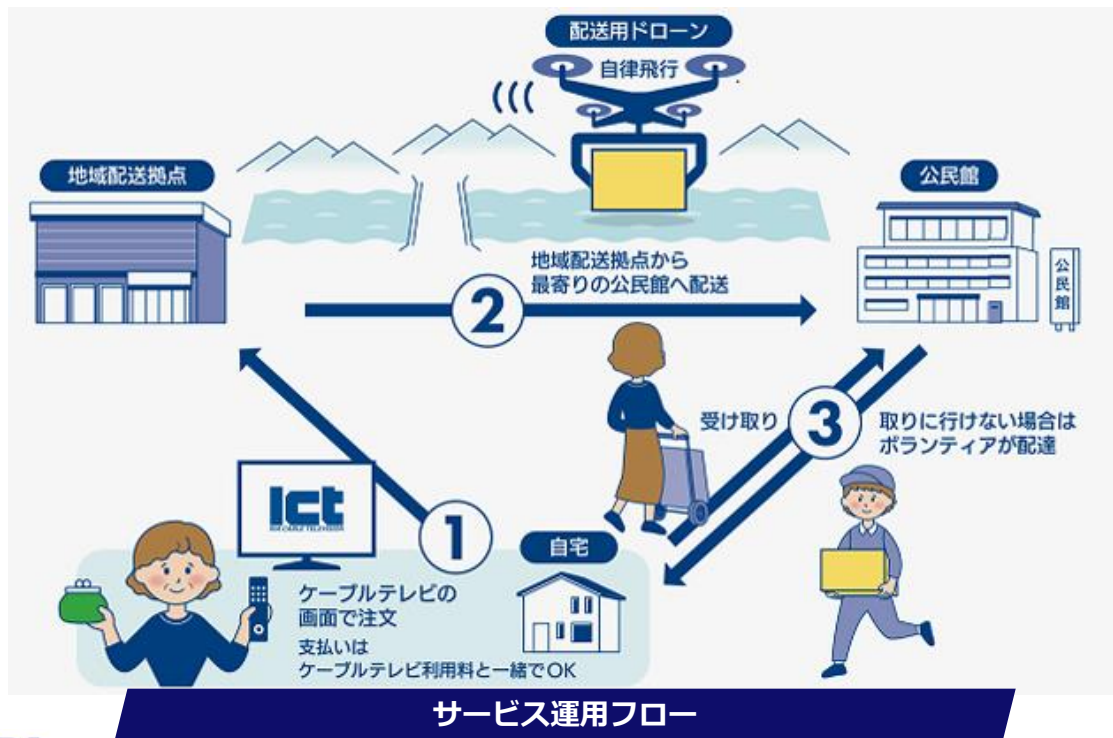 配送用ドローン
自律飛行
地域配送拠点
公民館
地域配送拠点から
最寄りの公民館へ配送
公民館
2
受け取り
3
取りに行けない場合は
ボランティアが配達
ict
INA CABLE TELEVISION
1
自宅
ケーブルテレビの
画面で注文
支払いは
ケーブルテレビ利用料と一緒でOK
サービス運用フロー